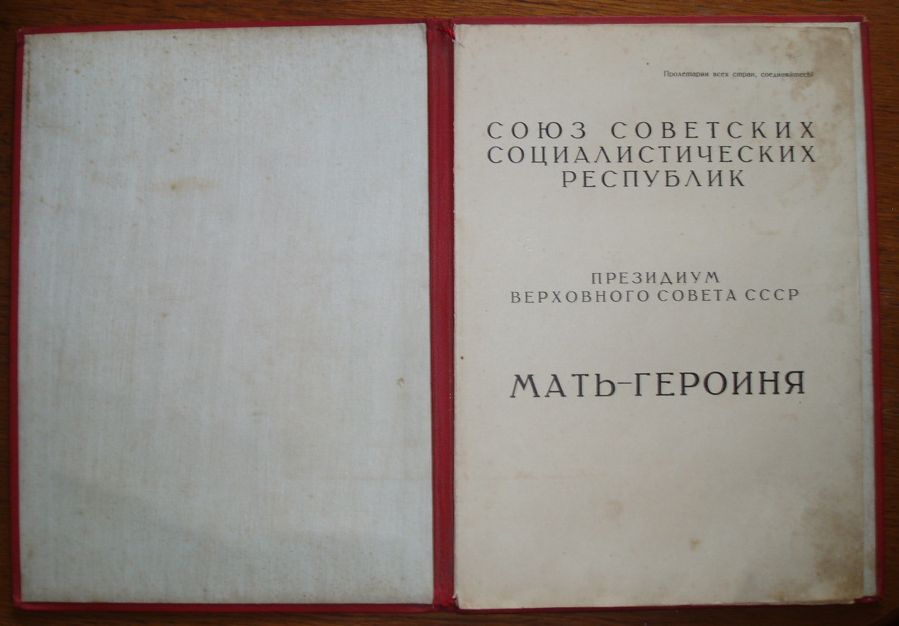 Пролетарии всех стран, соединяйтесь!
СОЮЗ СОВЕТСКИХ
СОЦИАЛИСТИЧЕСКИХ
РЕСПУБЛИК
ПРЕЗИДИУМ
ВЕРХОВНОГО СОВЕТА СССР
МАТЬ-ГЕРОИНЯ